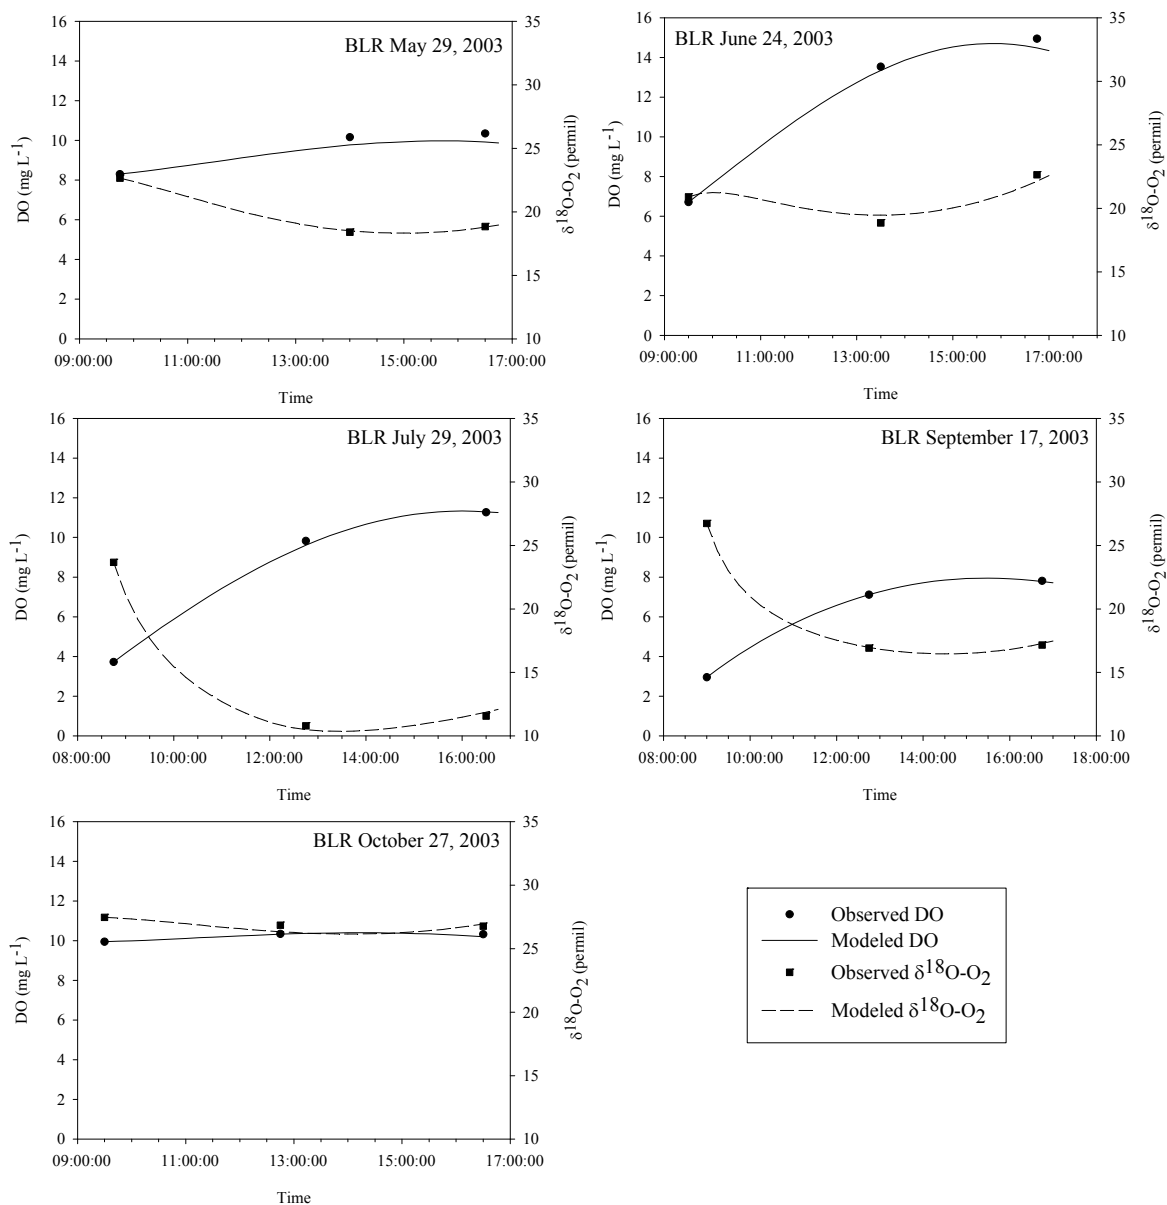 BLR May 29, 2003
DO (mg L-1)
16
14
12
10
8
6
4
2
0
35
30
25
20
15
10
δ18O-O2 (permil)
09:00:00 11:00:00 13:00:00 15:00:00 17:00:00
Time
BLR June 24, 2003
DO (mg L-1)
16
14
12
10
8
6
4
2
0
35
30
25
20
15
10
δ18O-O2 (permil)
09:00:00 11:00:00 13:00:00 15:00:00 17:00:00
Time
BLR July 29, 2003
DO (mg L-1)
16
14
12
10
8
6
4
2
0
35
30
25
20
15
10
δ18O-O2 (permil)
08:00:00 10:00:00 12:00:00 14:00:00 16:00:00
Time
BLR September 17, 2003
DO (mg L-1)
16
14
12
10
8
6
4
2
0
35
30
25
20
15
10
δ18O-O2 (permil)
08:00:00 10:00:00 12:00:00 14:00:00 16:00:00 18:00:00
Time
BLR October 27, 2003
DO (mg L-1)
16
14
12
10
8
6
4
2
0
35
30
25
20
15
10
δ18O-O2 (permil)
09:00:00 11:00:00 13:00:00 15:00:00 17:00:00
Time
Observed DO
Modeled DO
Observed δ18O-O2
Modeled δ18O-O2